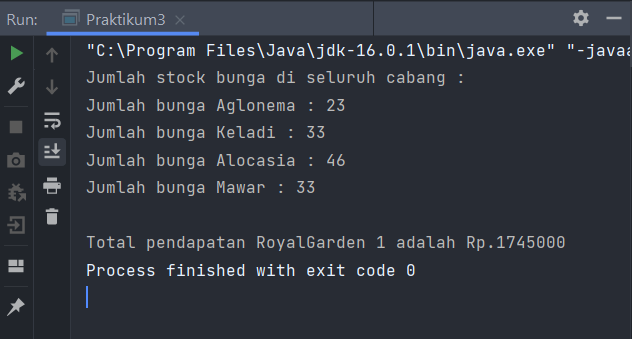 Run: Praktikum3
"C:\Program Files\Java\jdk-16.0.1\bin\java.exe" "-javaa
Jumlah stock bunga di seluruh cabang :
Jumlah bunga Aglonema : 23
Jumlah bunga Keladi : 33
Jumlah bunga Alocasia : 46
Jumlah bunga Mawar : 33
Total pendapatan RoyalGarden 1 adalah Rp.1745000
Process finished with exit code 0